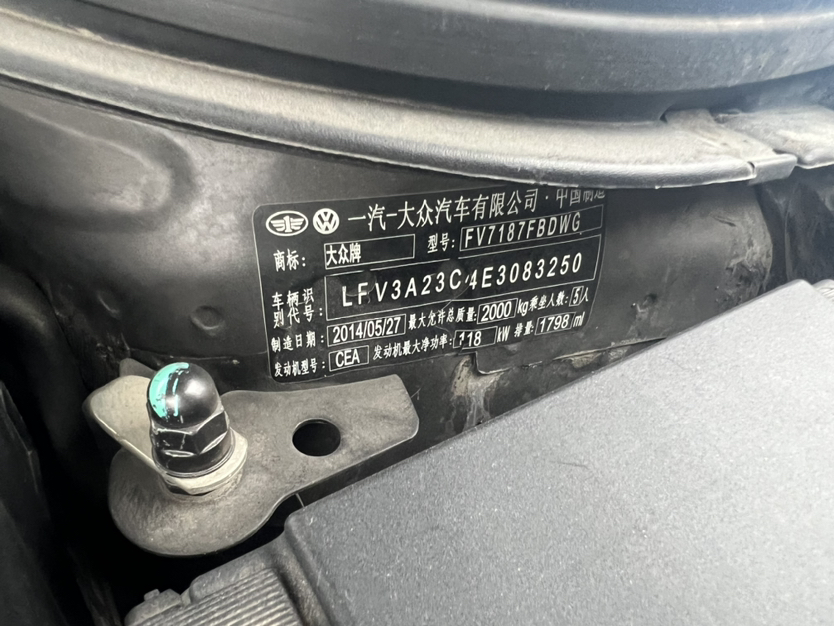 一汽-大众汽车有限公司·中国制造
商标: 大众牌 型号: FV7187FBDWG
车辆识别代号: LFV3A23C4E3083250
制造日期: 2014/05/27 最大允许总质量: 2000 kg 乘坐人数: 5 人
发动机型号: CEA 发动机最大净功率: 118 kW 排量: 1798 ml